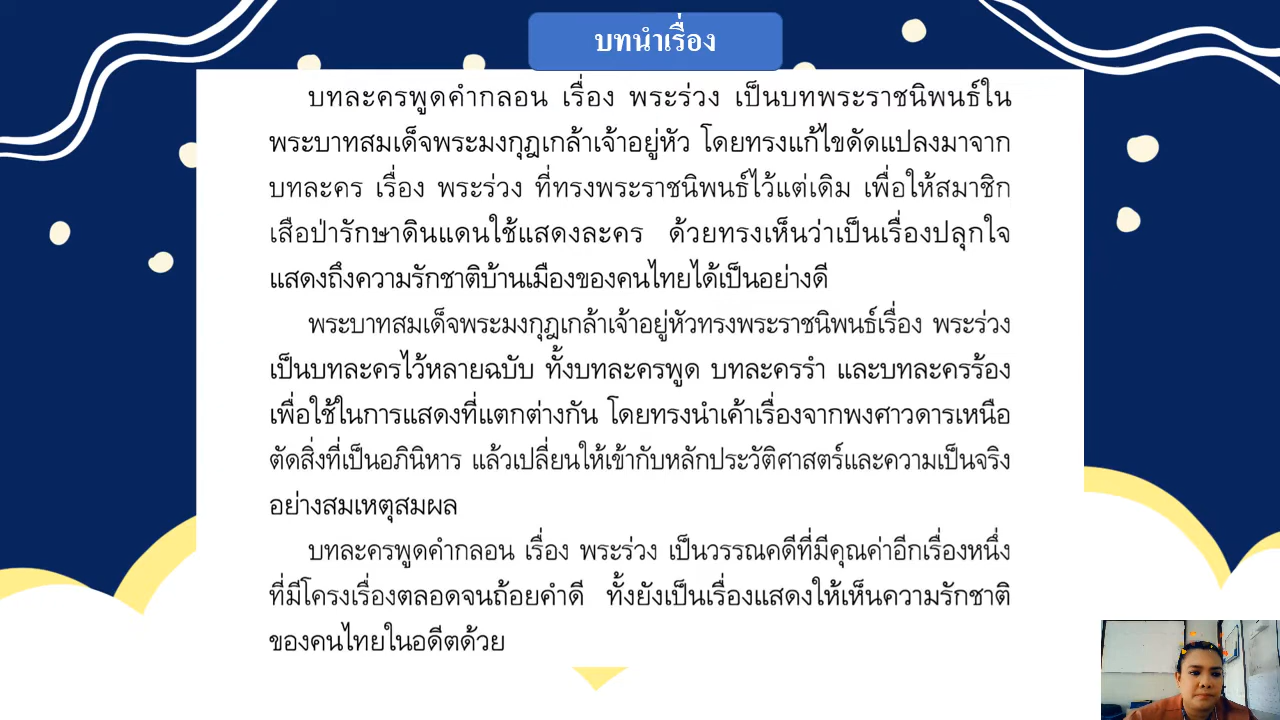 บทนำเรื่อง
บทละครพูดคำกลอน เรื่อง พระร่วง เป็นบทพระราชนิพนธ์ใน
พระบาทสมเด็จพระมงกุฎเกล้าเจ้าอยู่หัว โดยทรงแก้ไขดัดแปลงมาจาก
บทละคร เรื่อง พระร่วง ที่ทรงพระราชนิพนธ์ไว้แต่เดิม เพื่อให้สมาชิก
เสือป่ารักษาดินแดนใช้แสดงละคร ด้วยทรงเห็นว่าเป็นเรื่องปลุกใจ
แสดงถึงความรักชาติบ้านเมืองของคนไทยได้เป็นอย่างดี
พระบาทสมเด็จพระมงกุฎเกล้าเจ้าอยู่หัวทรงพระราชนิพนธ์เรื่อง พระร่วง
เป็นบทละครไว้หลายฉบับ ทั้งบทละครพูด บทละครรำ และบทละครร้อง
เพื่อใช้ในการแสดงที่แตกต่างกัน โดยทรงนำเค้าเรื่องจากพงศาวดารเหนือ
ตัดสิ่งที่เป็นอภินิหาร แล้วเปลี่ยนให้เข้ากับหลักประวัติศาสตร์และความเป็นจริง
อย่างสมเหตุสมผล
บทละครพูดคำกลอน เรื่อง พระร่วง เป็นวรรณคดีที่มีคุณค่าอีกเรื่องหนึ่ง
ที่มีโครงเรื่องตลอดจนถ้อยคำดี ทั้งยังเป็นเรื่องแสดงให้เห็นความรักชาติ
ของคนไทยในอดีตด้วย